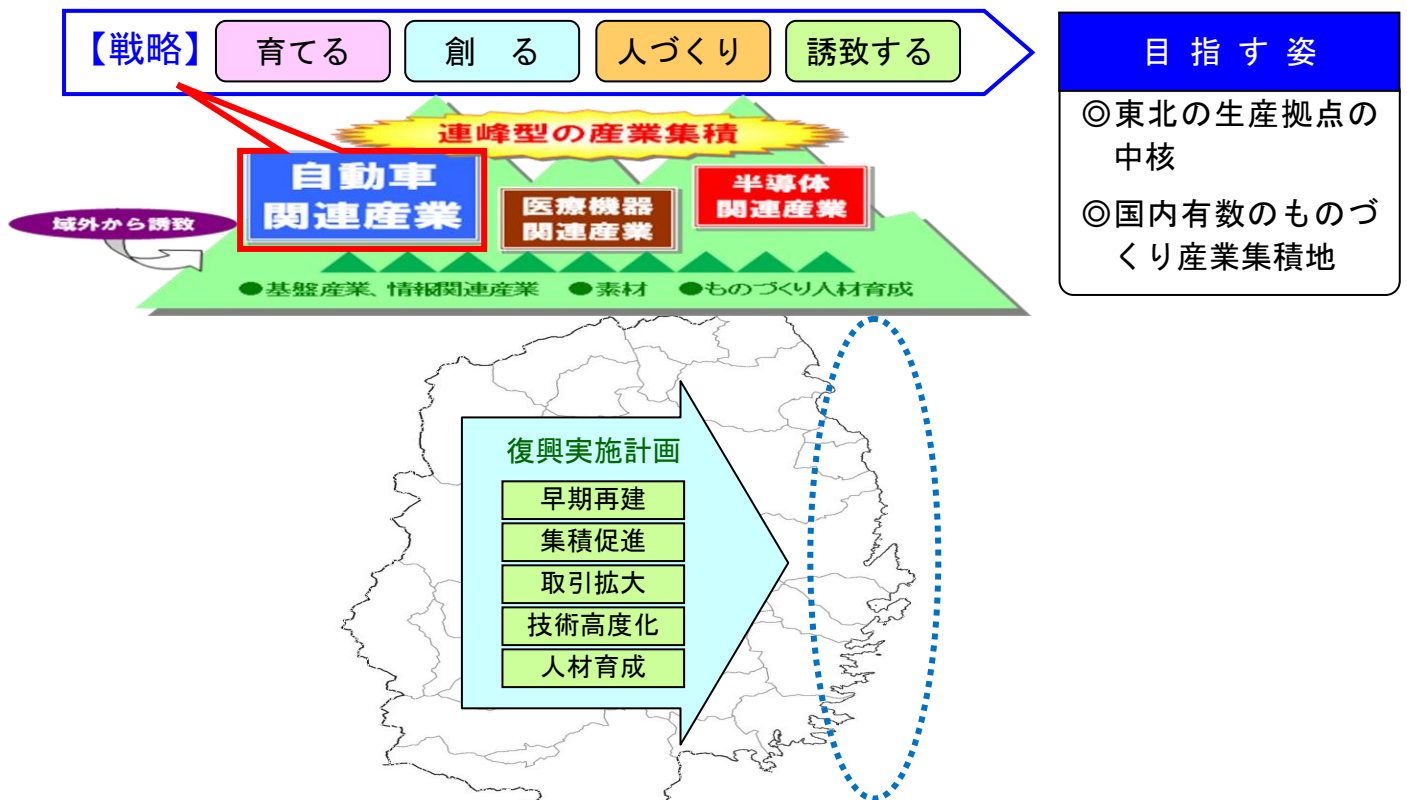 【戦略】 育てる 創 る 人づくり 誘致する
目 指 す 姿
◎東北の生産拠点の
中核
◎国内有数のものづ
くり産業集積地
連峰型の産業集積
自動車
関連産業
医療機器
関連産業
半導体
関連産業
域外から誘致
●基盤産業、情報関連産業 ●素材 ●ものづくり人材育成
復興実施計画
早期再建
集積促進
取引拡大
技術高度化
人材育成